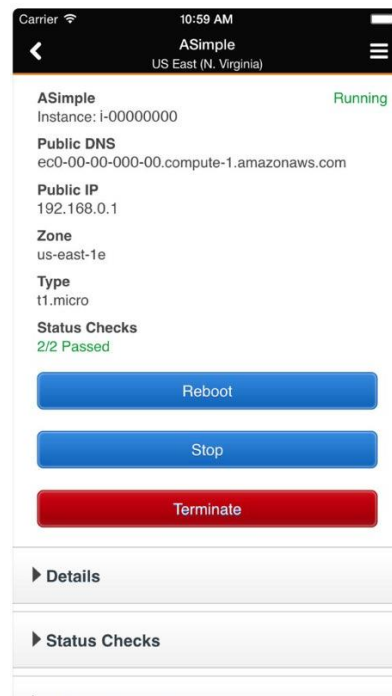 Carrier 10:59 AM
ASimple
US East (N. Virginia)
ASimple Running
Instance: i-00000000
Public DNS
ec0-00-00-000-00.compute-1.amazonaws.com
Public IP
192.168.0.1
Zone
us-east-1e
Type
t1.micro
Status Checks
2/2 Passed
Reboot
Stop
Terminate
Details
Status Checks